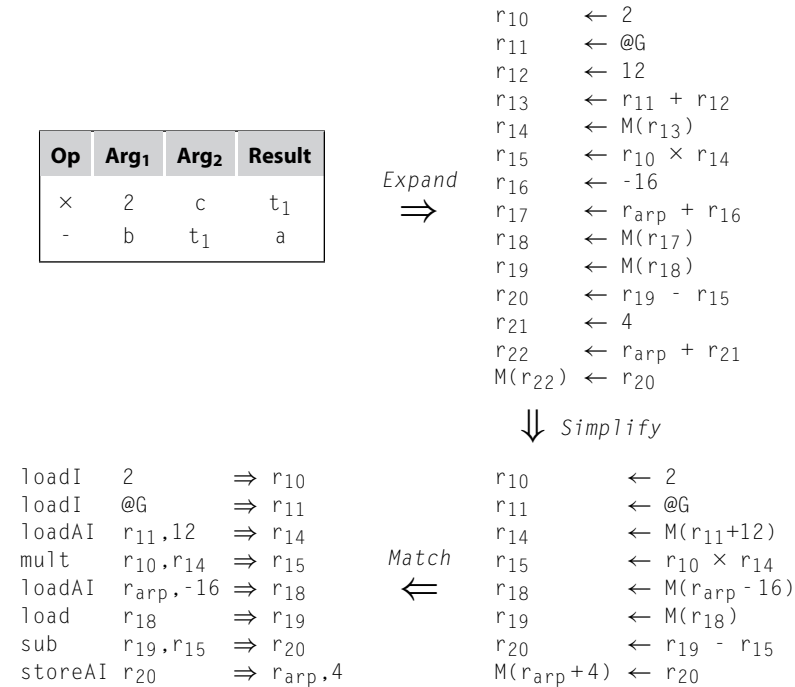 Op Arg₁ Arg₂ Result
× 2 c t₁
- b t₁ a
Expand
⇒
r₁₀ ← 2
r₁₁ ← @G
r₁₂ ← 12
r₁₃ ← r₁₁ + r₁₂
r₁₄ ← M(r₁₃)
r₁₅ ← r₁₀ × r₁₄
r₁₆ ← -16
r₁₇ ← rₐᵣₚ + r₁₆
r₁₈ ← M(r₁₇)
r₁₉ ← M(r₁₈)
r₂₀ ← r₁₉ - r₁₅
r₂₁ ← 4
r₂₂ ← rₐᵣₚ + r₂₁
M(r₂₂) ← r₂₀
⇓ Simplify
r₁₀ ← 2
r₁₁ ← @G
r₁₄ ← M(r₁₁+12)
r₁₅ ← r₁₀ × r₁₄
r₁₈ ← M(rₐᵣₚ-16)
r₁₉ ← M(r₁₈)
r₂₀ ← r₁₉ - r₁₅
M(rₐᵣₚ+4) ← r₂₀
Match
⇐
loadI 2 ⇒ r₁₀
loadI @G ⇒ r₁₁
loadAI r₁₁,12 ⇒ r₁₄
mult r₁₀,r₁₄ ⇒ r₁₅
loadAI rₐᵣₚ,-16 ⇒ r₁₈
load r₁₈ ⇒ r₁₉
sub r₁₉,r₁₅ ⇒ r₂₀
storeAI r₂₀ ⇒ rₐᵣₚ,4